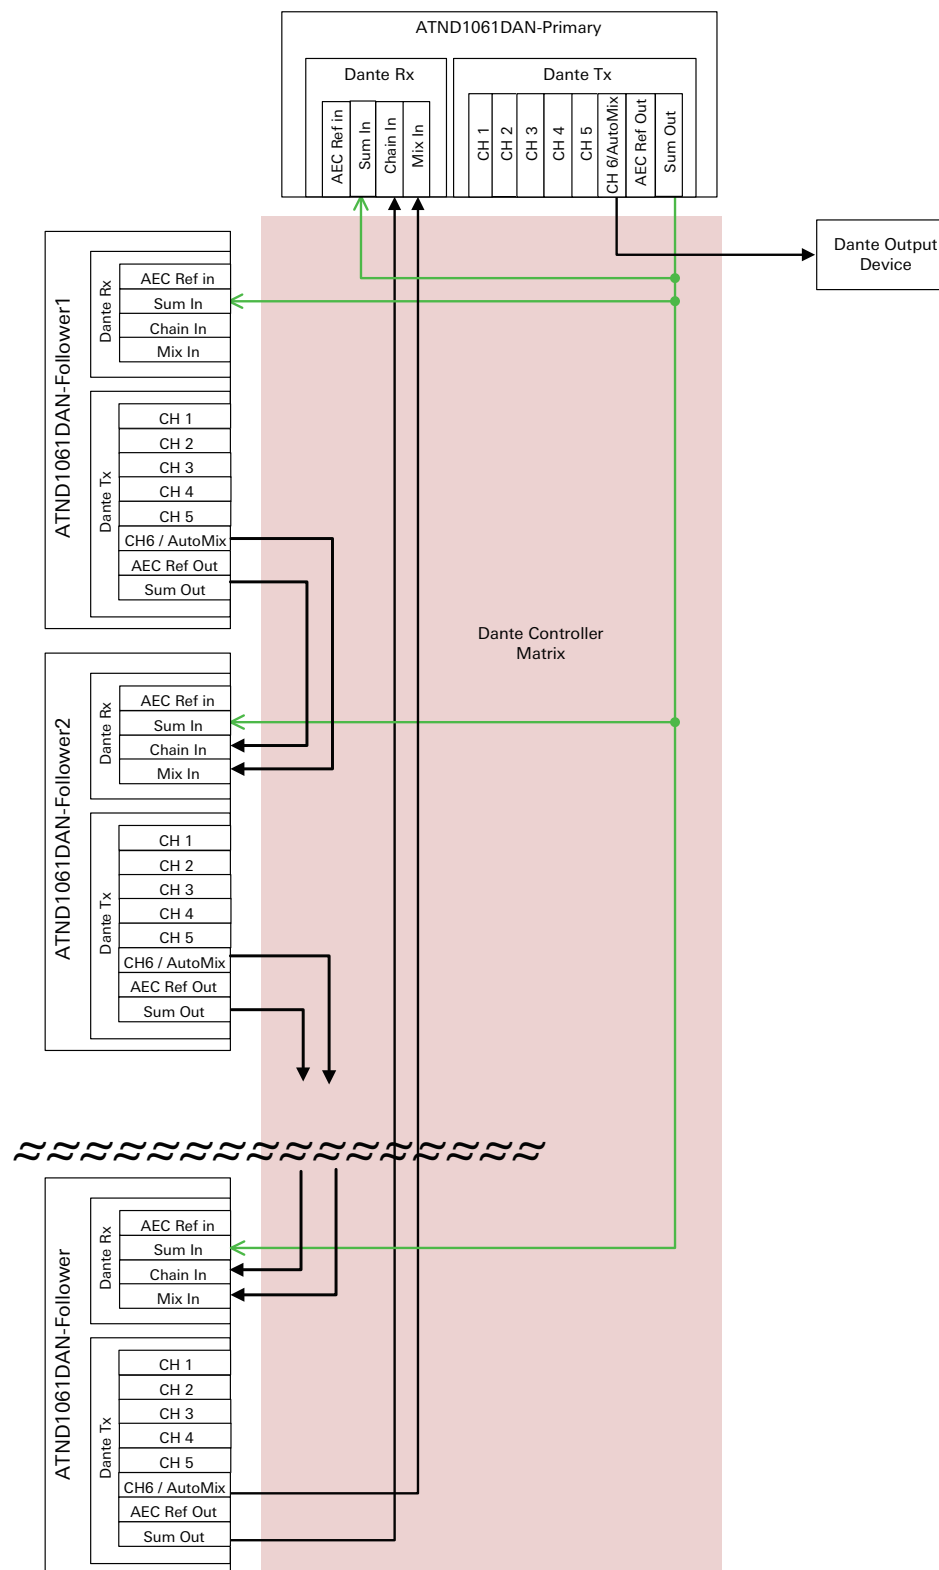 ATND1061DAN-Primary
Dante Rx
Dante Tx
AEC Ref in
Sum In
Chain In
Mix In
CH 1
CH 2
CH 3
CH 4
CH 5
CH 6/AutoMix
AEC Ref Out
Sum Out
Dante Output
Device
ATND1061DAN-Follower1
Dante Rx
AEC Ref in
Sum In
Chain In
Mix In
Dante Tx
CH 1
CH 2
CH 3
CH 4
CH 5
CH6 / AutoMix
AEC Ref Out
Sum Out
Dante Controller
Matrix
ATND1061DAN-Follower2
Dante Rx
AEC Ref in
Sum In
Chain In
Mix In
Dante Tx
CH 1
CH 2
CH 3
CH 4
CH 5
CH6 / AutoMix
AEC Ref Out
Sum Out
ATND1061DAN-Follower
Dante Rx
AEC Ref in
Sum In
Chain In
Mix In
Dante Tx
CH 1
CH 2
CH 3
CH 4
CH 5
CH6 / AutoMix
AEC Ref Out
Sum Out